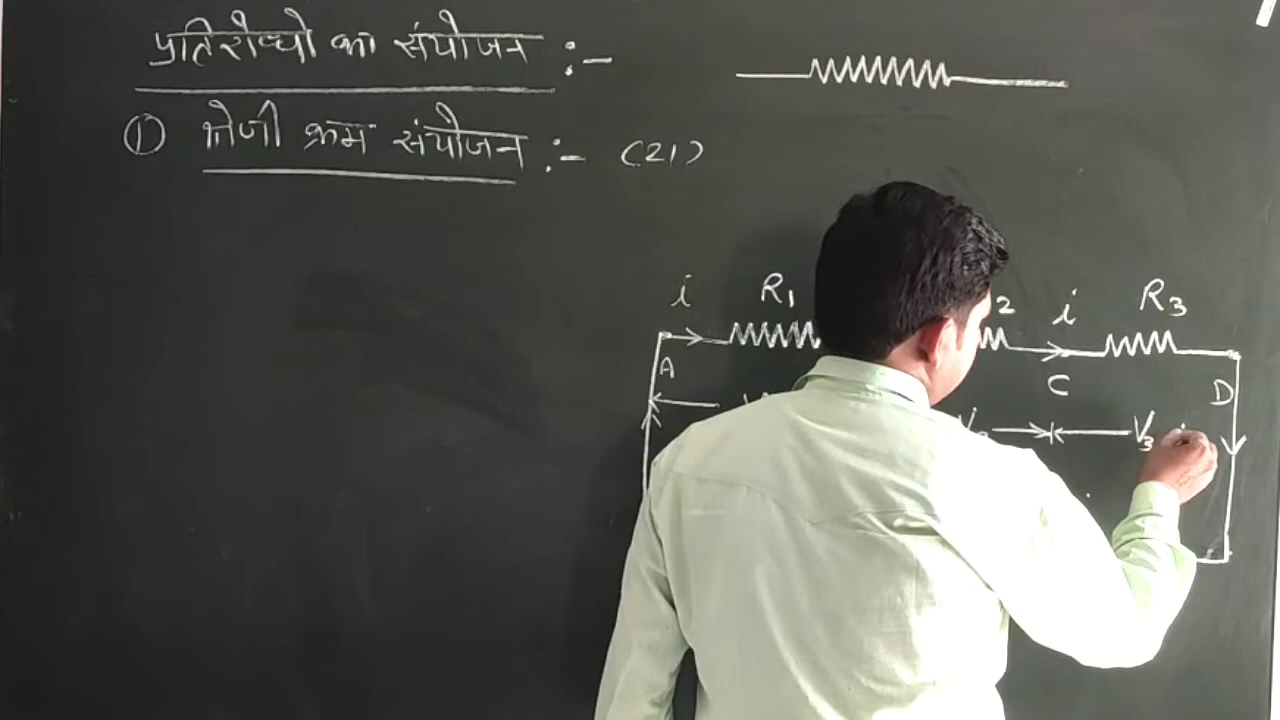 प्रतिरोधो का संयोजन :-
① श्रेणी क्रम संयोजन :- (21)
i R1 2 i R3
A C D
V3